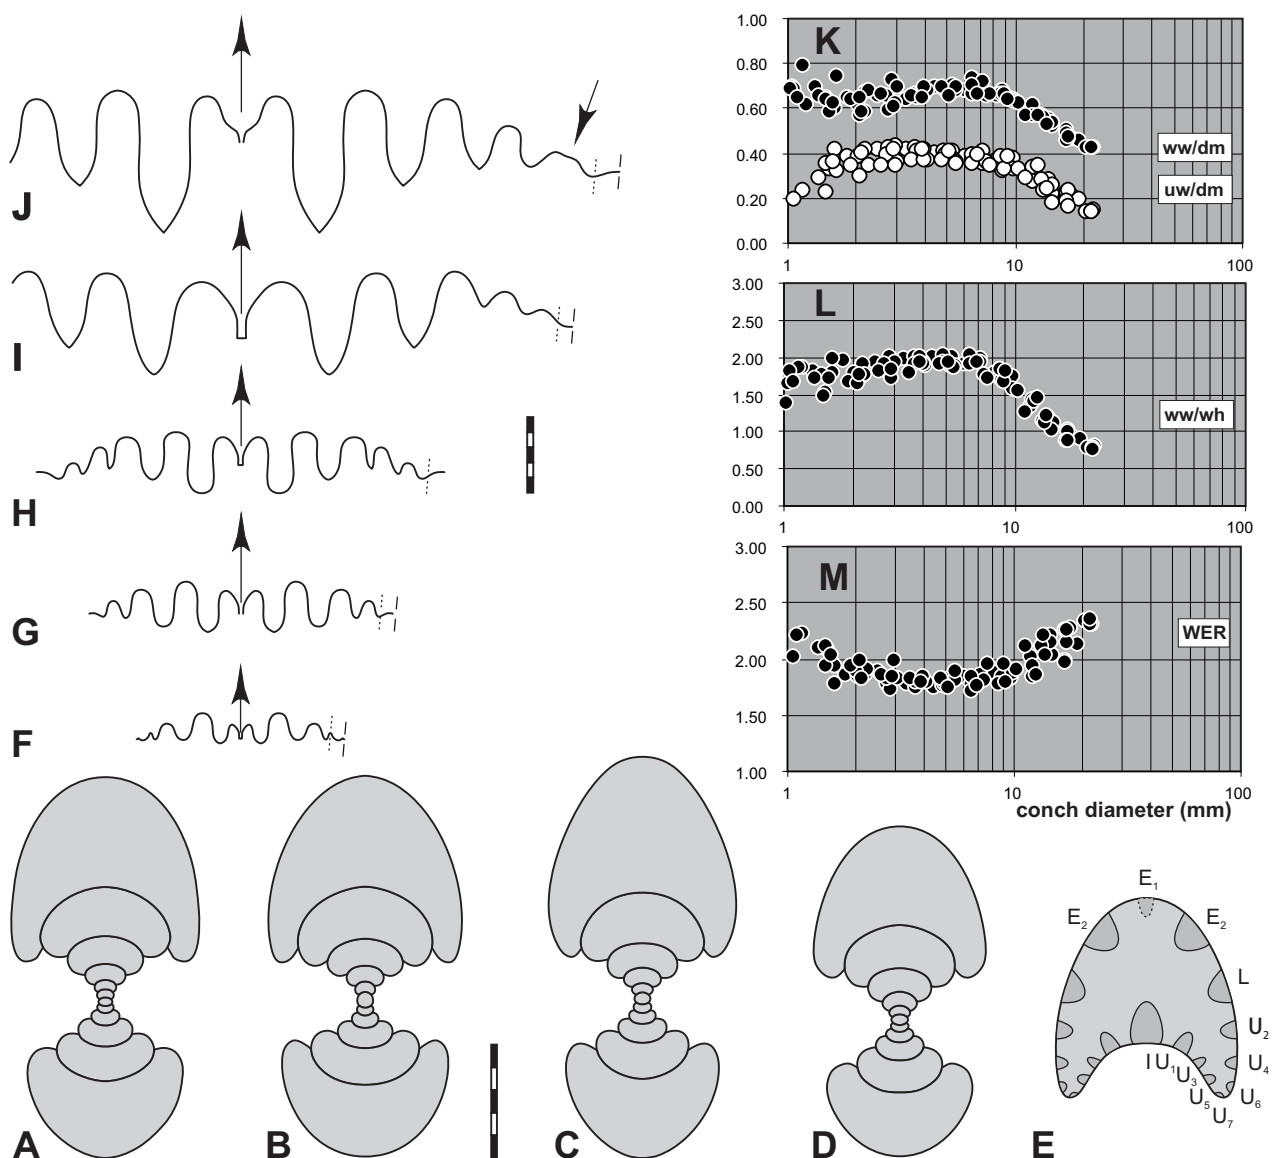 J
I
H
G
F
K
1.00
0.80
0.60
0.40
0.20
0.00
ww/dm
uw/dm
1 10 100
L
3.00
2.50
2.00
1.50
1.00
0.50
0.00
ww/wh
1 10 100
M
3.00
2.50
2.00
1.50
1.00
WER
1 10 100
conch diameter (mm)
A
B
C
D
E₁
E₂ E₂
L
U₂
I U₁ U₄
U₃
U₅ U₆
U₇
E